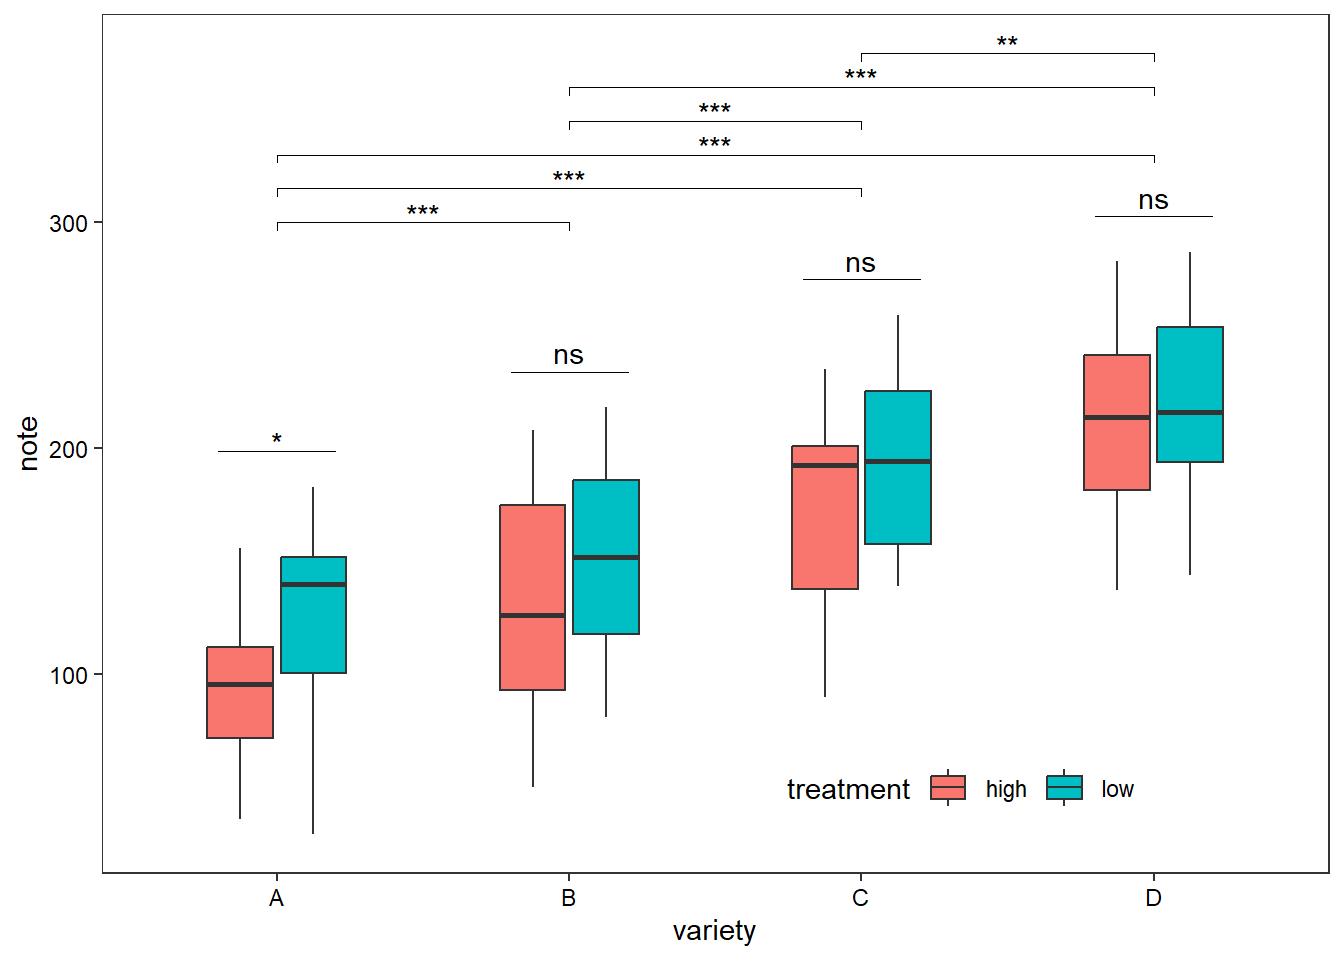 **
***
***
***
***
***
300
ns
ns
ns
*
200
100
note
treatment high low
A B C D
variety